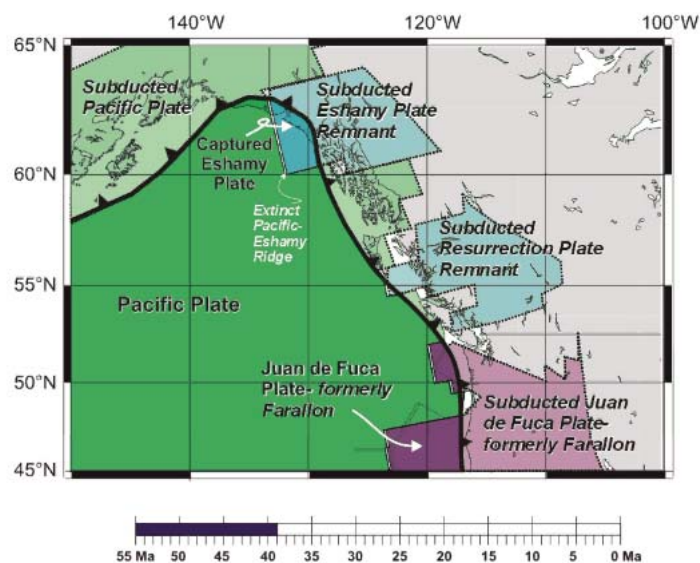 140°W 120°W 100°W
65°N
60°N
55°N
50°N
45°N
Subducted
Pacific Plate
Subducted
Eshamy Plate
Remnant
Captured
Eshamy
Plate
Extinct
Pacific-
Eshamy
Ridge
Subducted
Resurrection Plate
Remnant
Pacific Plate
Juan de Fuca
Plate- formerly
Farallon
Subducted Juan
de Fuca Plate-
formerly Farallon
55 Ma 50 45 40 35 30 25 20 15 10 5 0 Ma